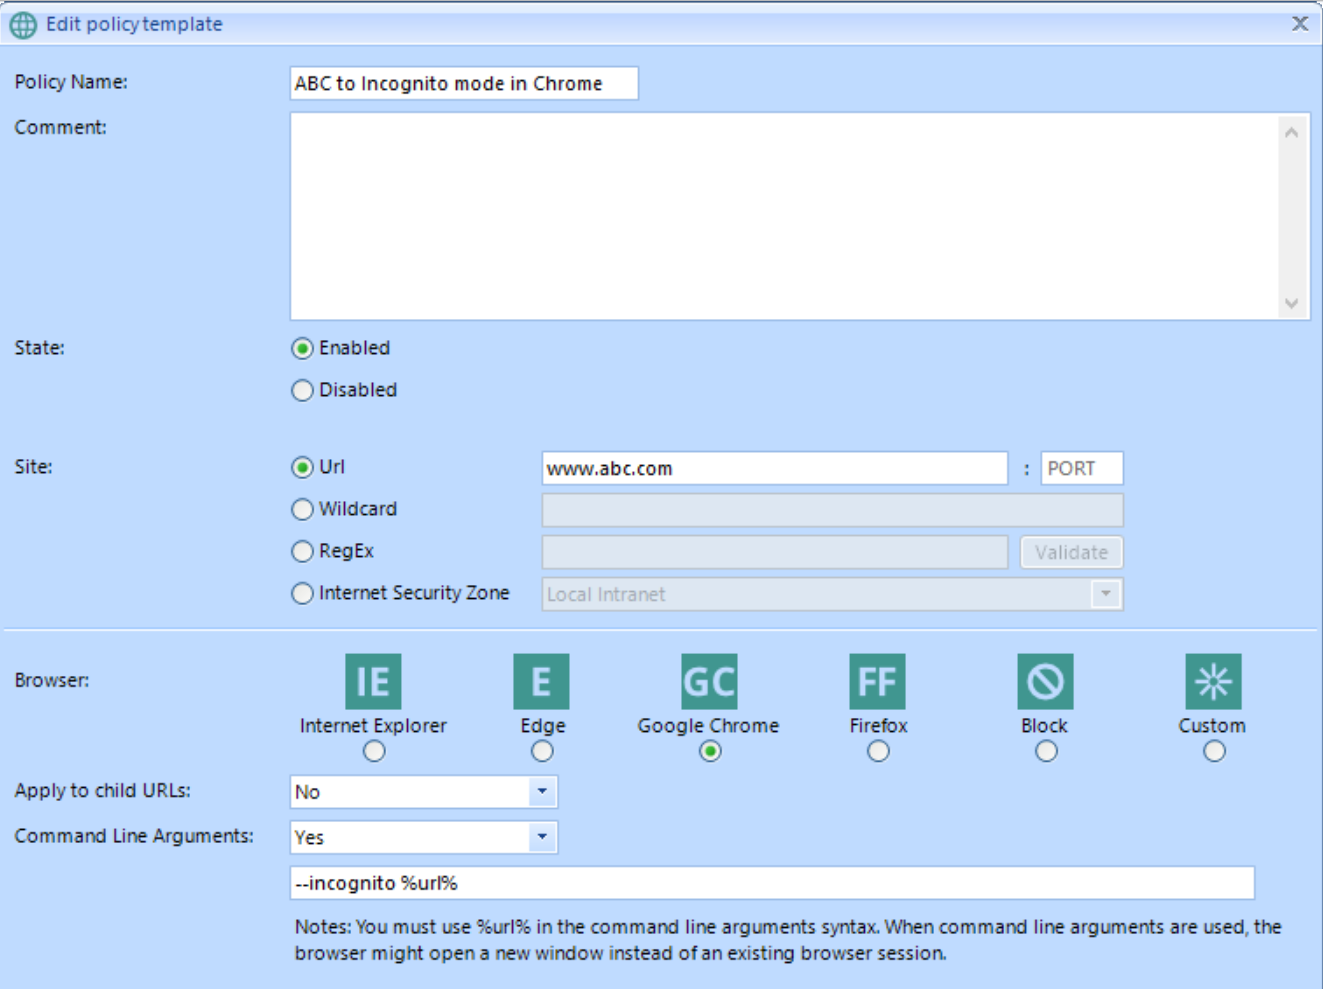 Edit policy template
Policy Name: ABC to Incognito mode in Chrome
Comment:
State: Enabled
Disabled
Site: Url www.abc.com : PORT
Wildcard
RegEx Validate
Internet Security Zone Local Intranet
Browser: IE E GC FF
Internet Explorer Edge Google Chrome Firefox Block Custom
Apply to child URLs: No
Command Line Arguments: Yes
--incognito %url%
Notes: You must use %url% in the command line arguments syntax. When command line arguments are used, the
browser might open a new window instead of an existing browser session.